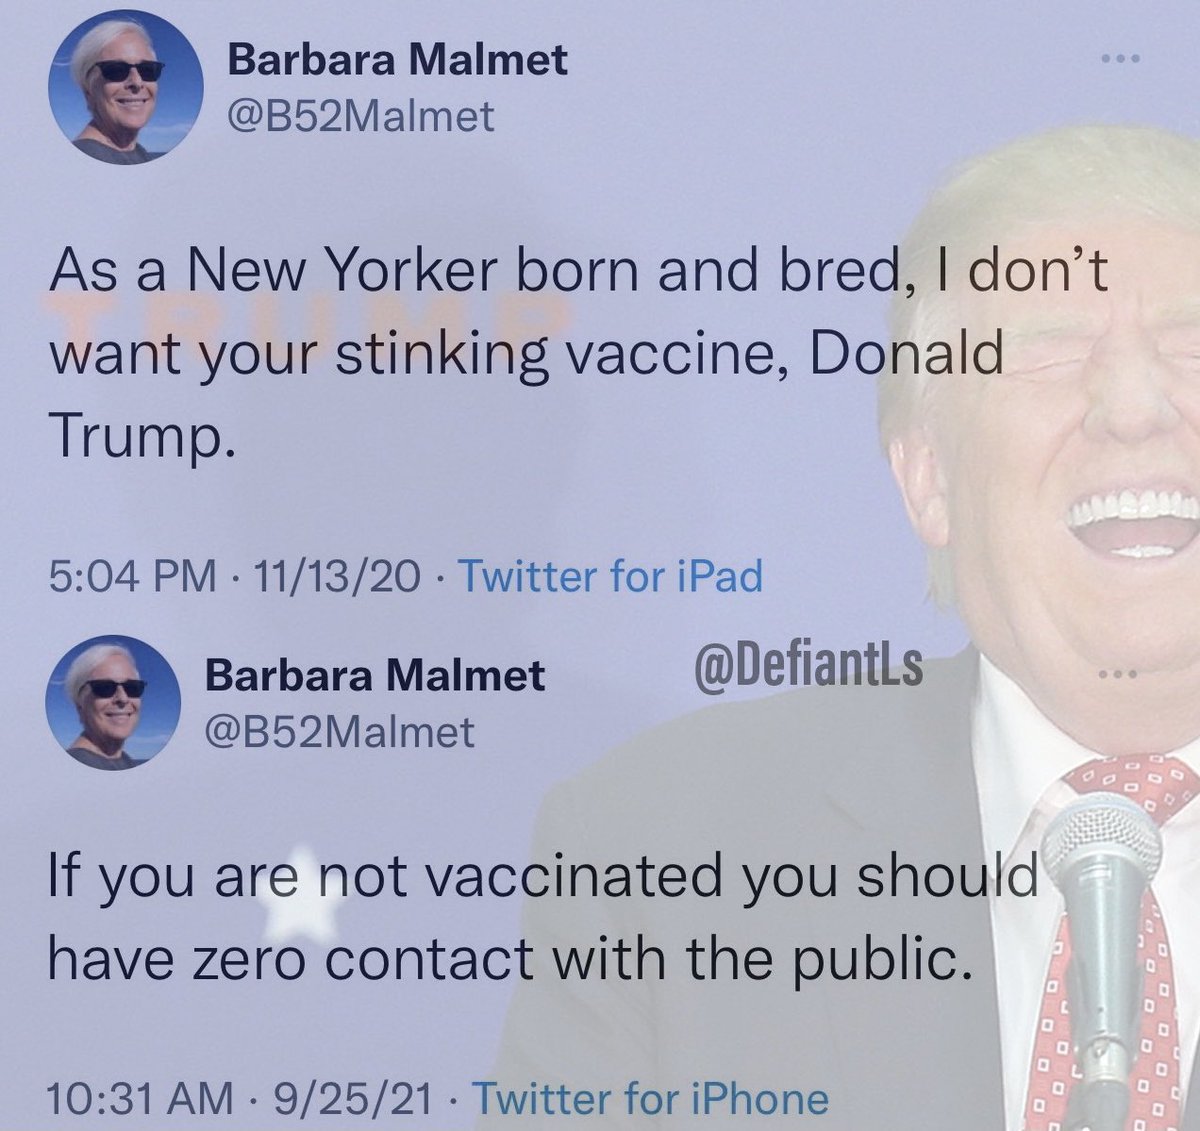 Barbara Malmet
@B52Malmet
As a New Yorker born and bred, I don’t
want your stinking vaccine, Donald
Trump.
TRUMP
5:04 PM · 11/13/20 · Twitter for iPad
Barbara Malmet
@DefiantLs
@B52Malmet
If you are not vaccinated you should
have zero contact with the public.
10:31 AM · 9/25/21 · Twitter for iPhone